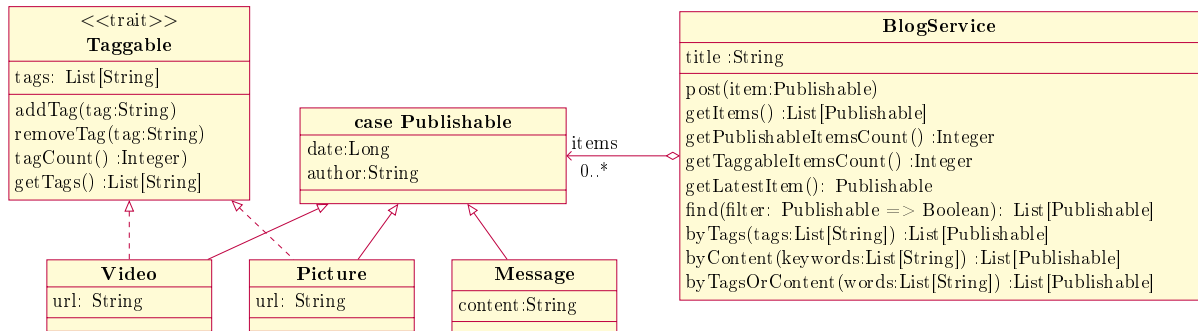 <<trait>>
Taggable
tags: List[String]
addTag(tag:String)
removeTag(tag:String)
tagCount() :Integer)
getTags() :List[String]
case Publishable
date:Long
author:String
items
0..*
BlogService
title :String
post(item:Publishable)
getItems() :List[Publishable]
getPublishableItemsCount() :Integer
getTaggableItemsCount() :Integer
getLatestItem(): Publishable
find(filter: Publishable => Boolean): List[Publishable]
byTags(tags:List[String]) :List[Publishable]
byContent(keywords:List[String]) :List[Publishable]
byTagsOrContent(words:List[String]) :List[Publishable]
Video
url: String
Picture
url: String
Message
content:String